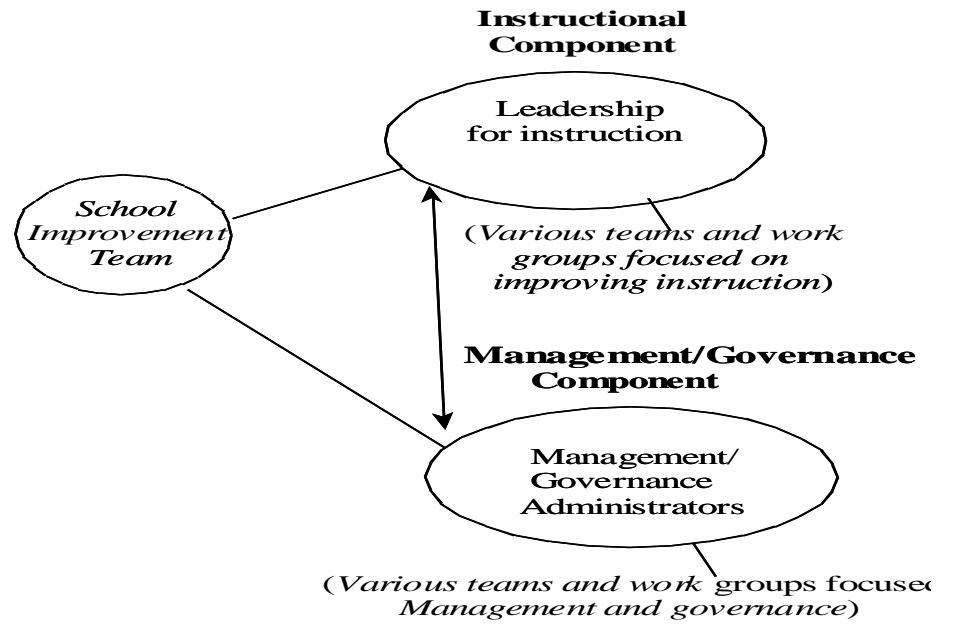 Instructional
Component
Leadership
for instruction
School
Improvement
Team
(Various teams and work
groups focused on
improving instruction)
Management/Governance
Component
Management/
Governance
Administrators
(Various teams and work groups focused
Management and governance)